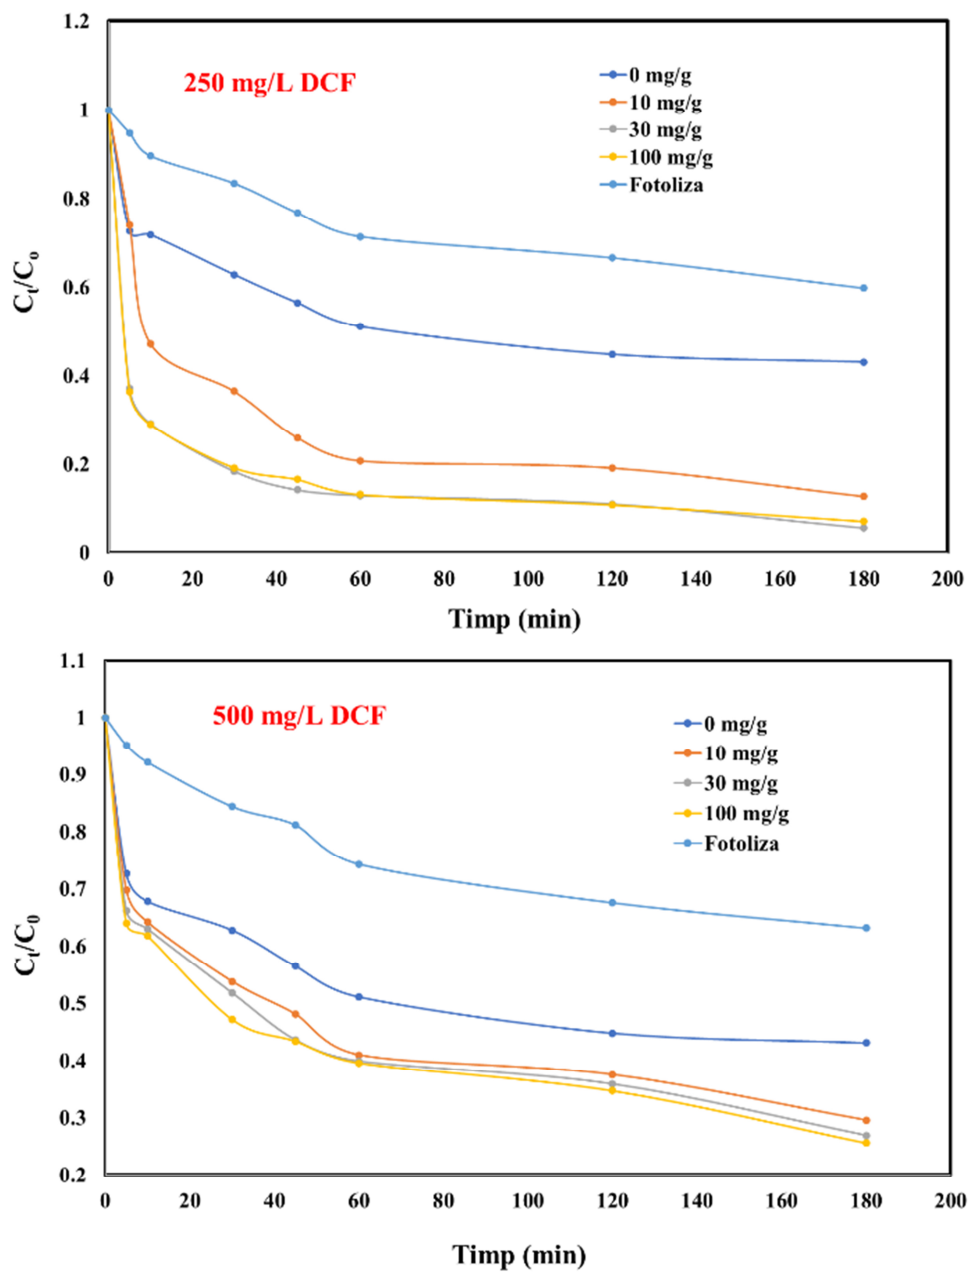 1.2
250 mg/L DCF
0 mg/g
10 mg/g
30 mg/g
100 mg/g
Fotoliza
1
0.8
0.6
0.4
0.2
0
Cₜ/Cₒ
0 20 40 60 80 100 120 140 160 180 200
Timp (min)
1.1
500 mg/L DCF
0 mg/g
10 mg/g
30 mg/g
100 mg/g
Fotoliza
1
0.9
0.8
0.7
0.6
0.5
0.4
0.3
0.2
Cₜ/C₀
0 20 40 60 80 100 120 140 160 180 200
Timp (min)